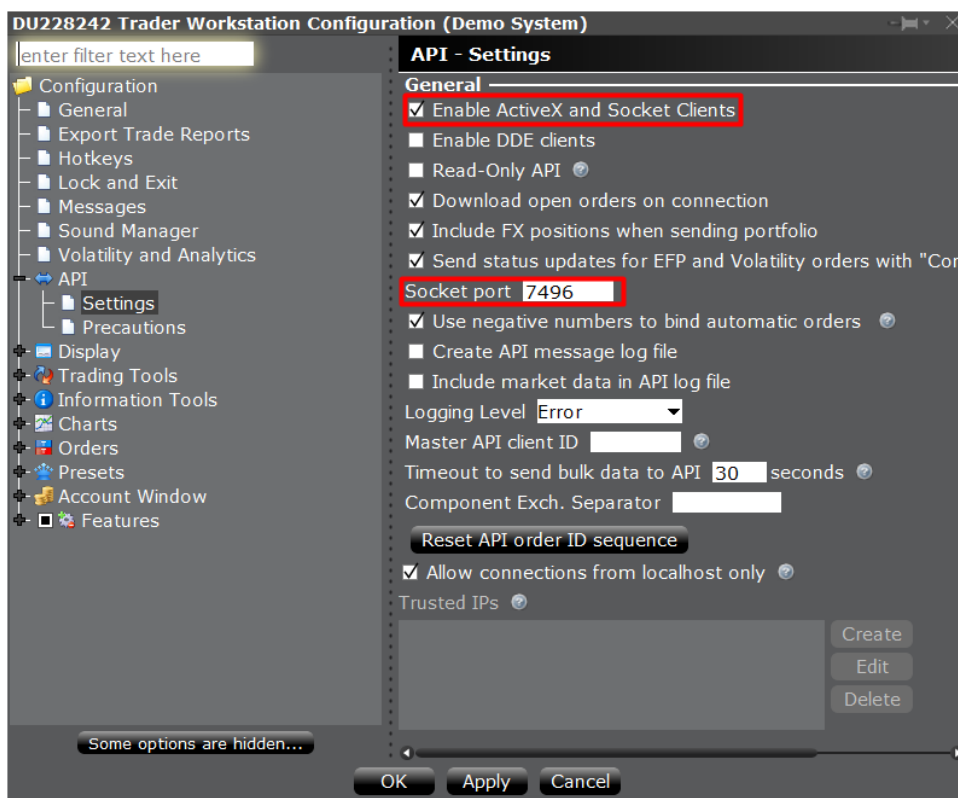 DU228242 Trader Workstation Configuration (Demo System)
enter filter text here
Configuration
General
Export Trade Reports
Hotkeys
Lock and Exit
Messages
Sound Manager
Volatility and Analytics
API
Settings
Precautions
Display
Trading Tools
Information Tools
Charts
Orders
Presets
Account Window
Features
Some options are hidden...
API - Settings
General
Enable ActiveX and Socket Clients
Enable DDE clients
Read-Only API
Download open orders on connection
Include FX positions when sending portfolio
Send status updates for EFP and Volatility orders with "Cor
Socket port 7496
Use negative numbers to bind automatic orders
Create API message log file
Include market data in API log file
Logging Level Error
Master API client ID
Timeout to send bulk data to API 30 seconds
Component Exch. Separator
Reset API order ID sequence
Allow connections from localhost only
Trusted IPs
Create
Edit
Delete
OK Apply Cancel